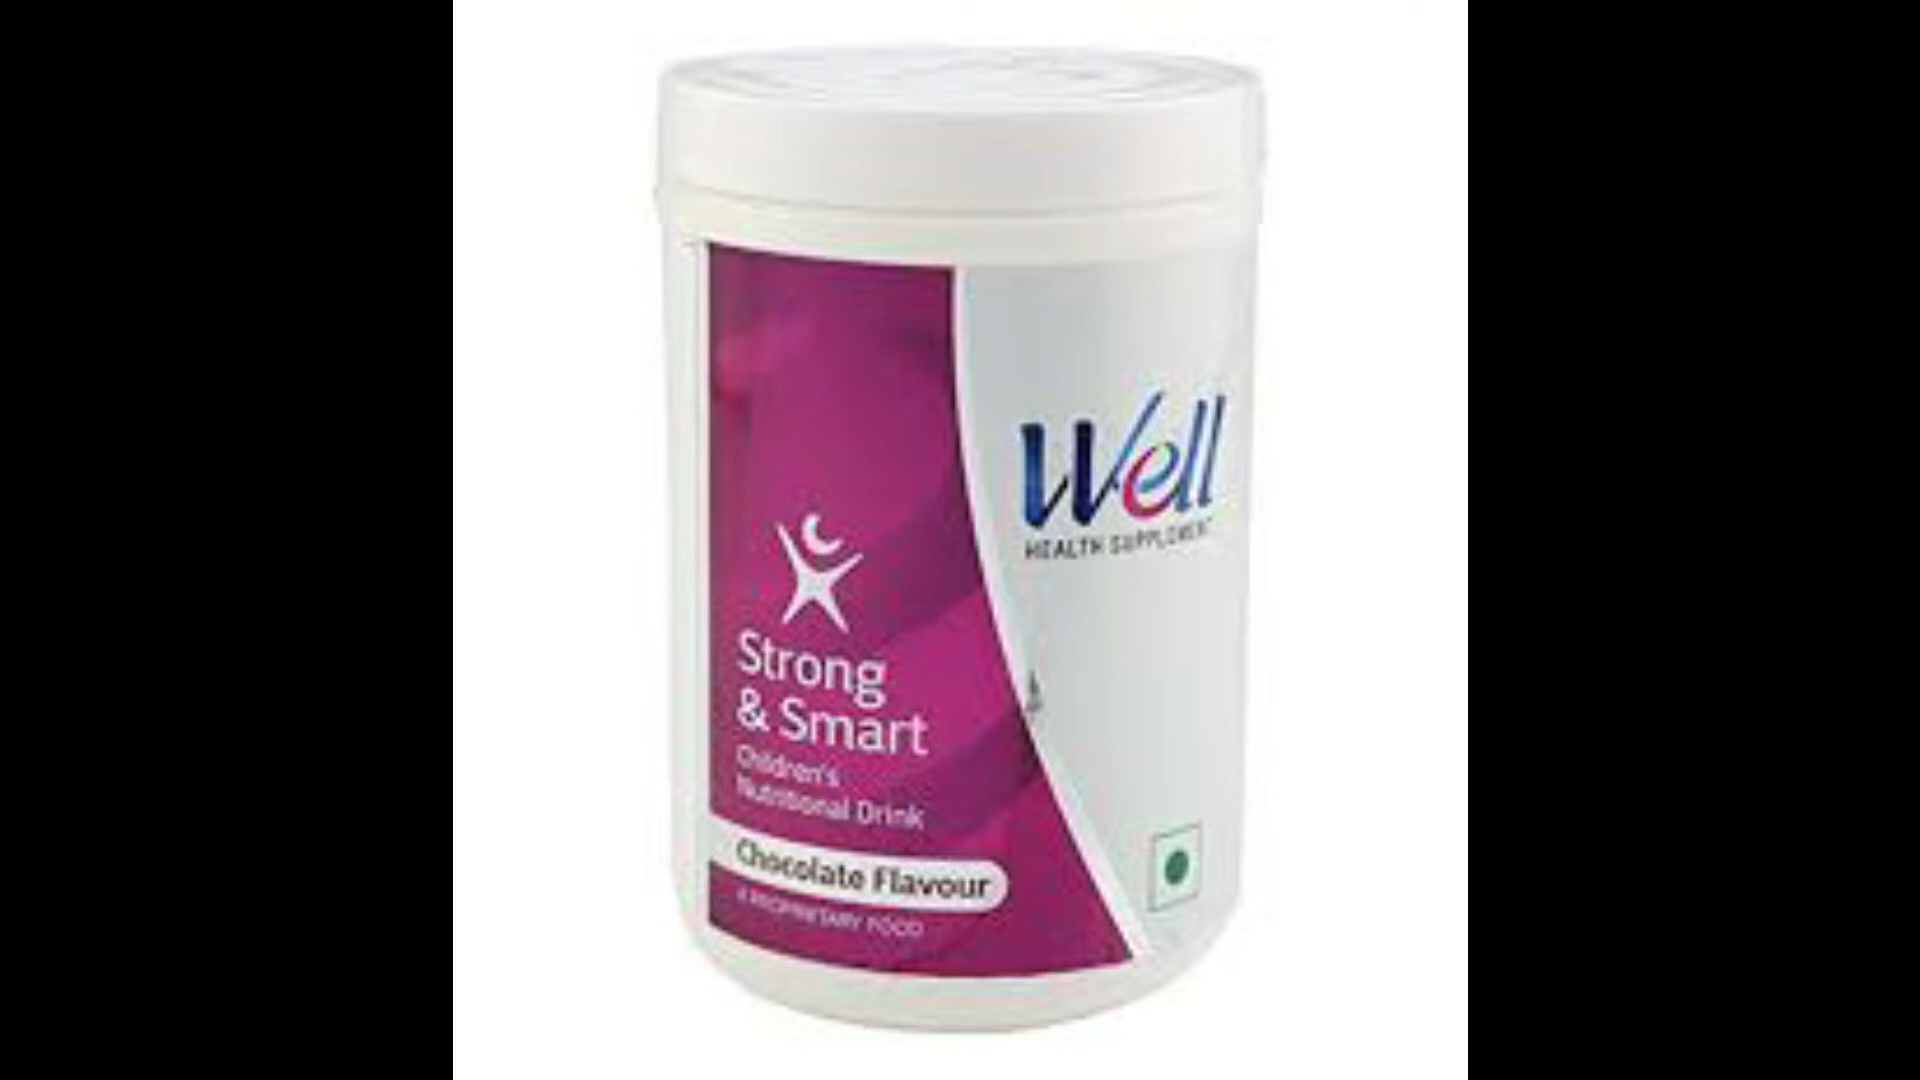 Well
HEALTH SUPPLEMENT
Strong
& Smart
Children's
Nutritional Drink
Chocolate Flavour
A PROPRIETARY FOOD